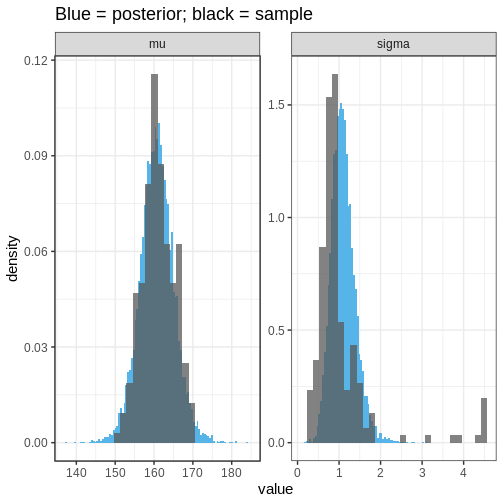 Blue = posterior; black = sample
mu
sigma
density
0.12
0.09
0.06
0.03
0.00
1.5
1.0
0.5
0.0
140 150 160 170 180
0 1 2 3 4
value